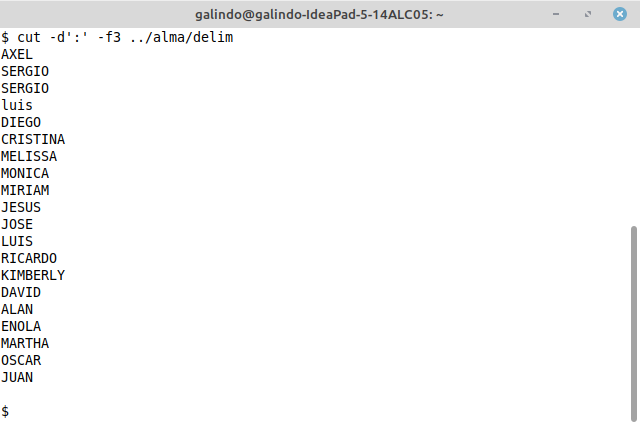 galindo@galindo-IdeaPad-5-14ALC05: ~
$ cut -d':' -f3 ../alma/delim
AXEL
SERGIO
SERGIO
luis
DIEGO
CRISTINA
MELISSA
MONICA
MIRIAM
JESUS
JOSE
LUIS
RICARDO
KIMBERLY
DAVID
ALAN
ENOLA
MARTHA
OSCAR
JUAN
$